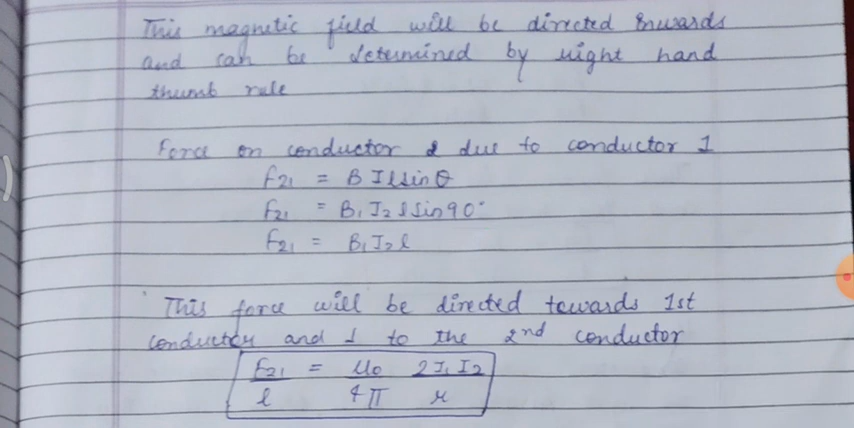 This magnetic field will be directed inwards
and can be determined by right hand
thumb rule
Force on conductor 2 due to conductor 1
F21 = B I l sin θ
F21 = B1 I2 l sin 90°
F21 = B1 I2 l
This force will be directed towards 1st
conductor and ⊥ to the 2nd conductor
F21/l = μ0/4π 2I1 I2/r